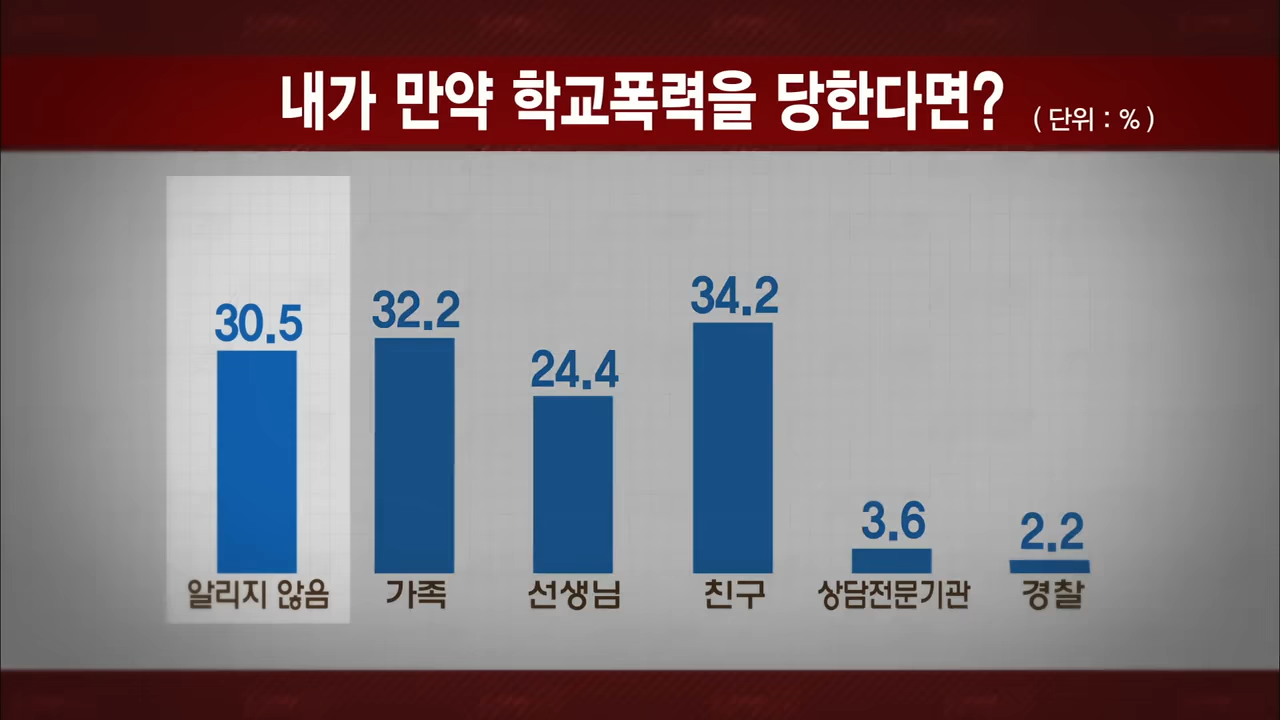 내가 만약 학교폭력을 당한다면? (단위 : %)
30.5 32.2 24.4 34.2 3.6 2.2
알리지 않음 가족 선생님 친구 상담전문기관 경찰